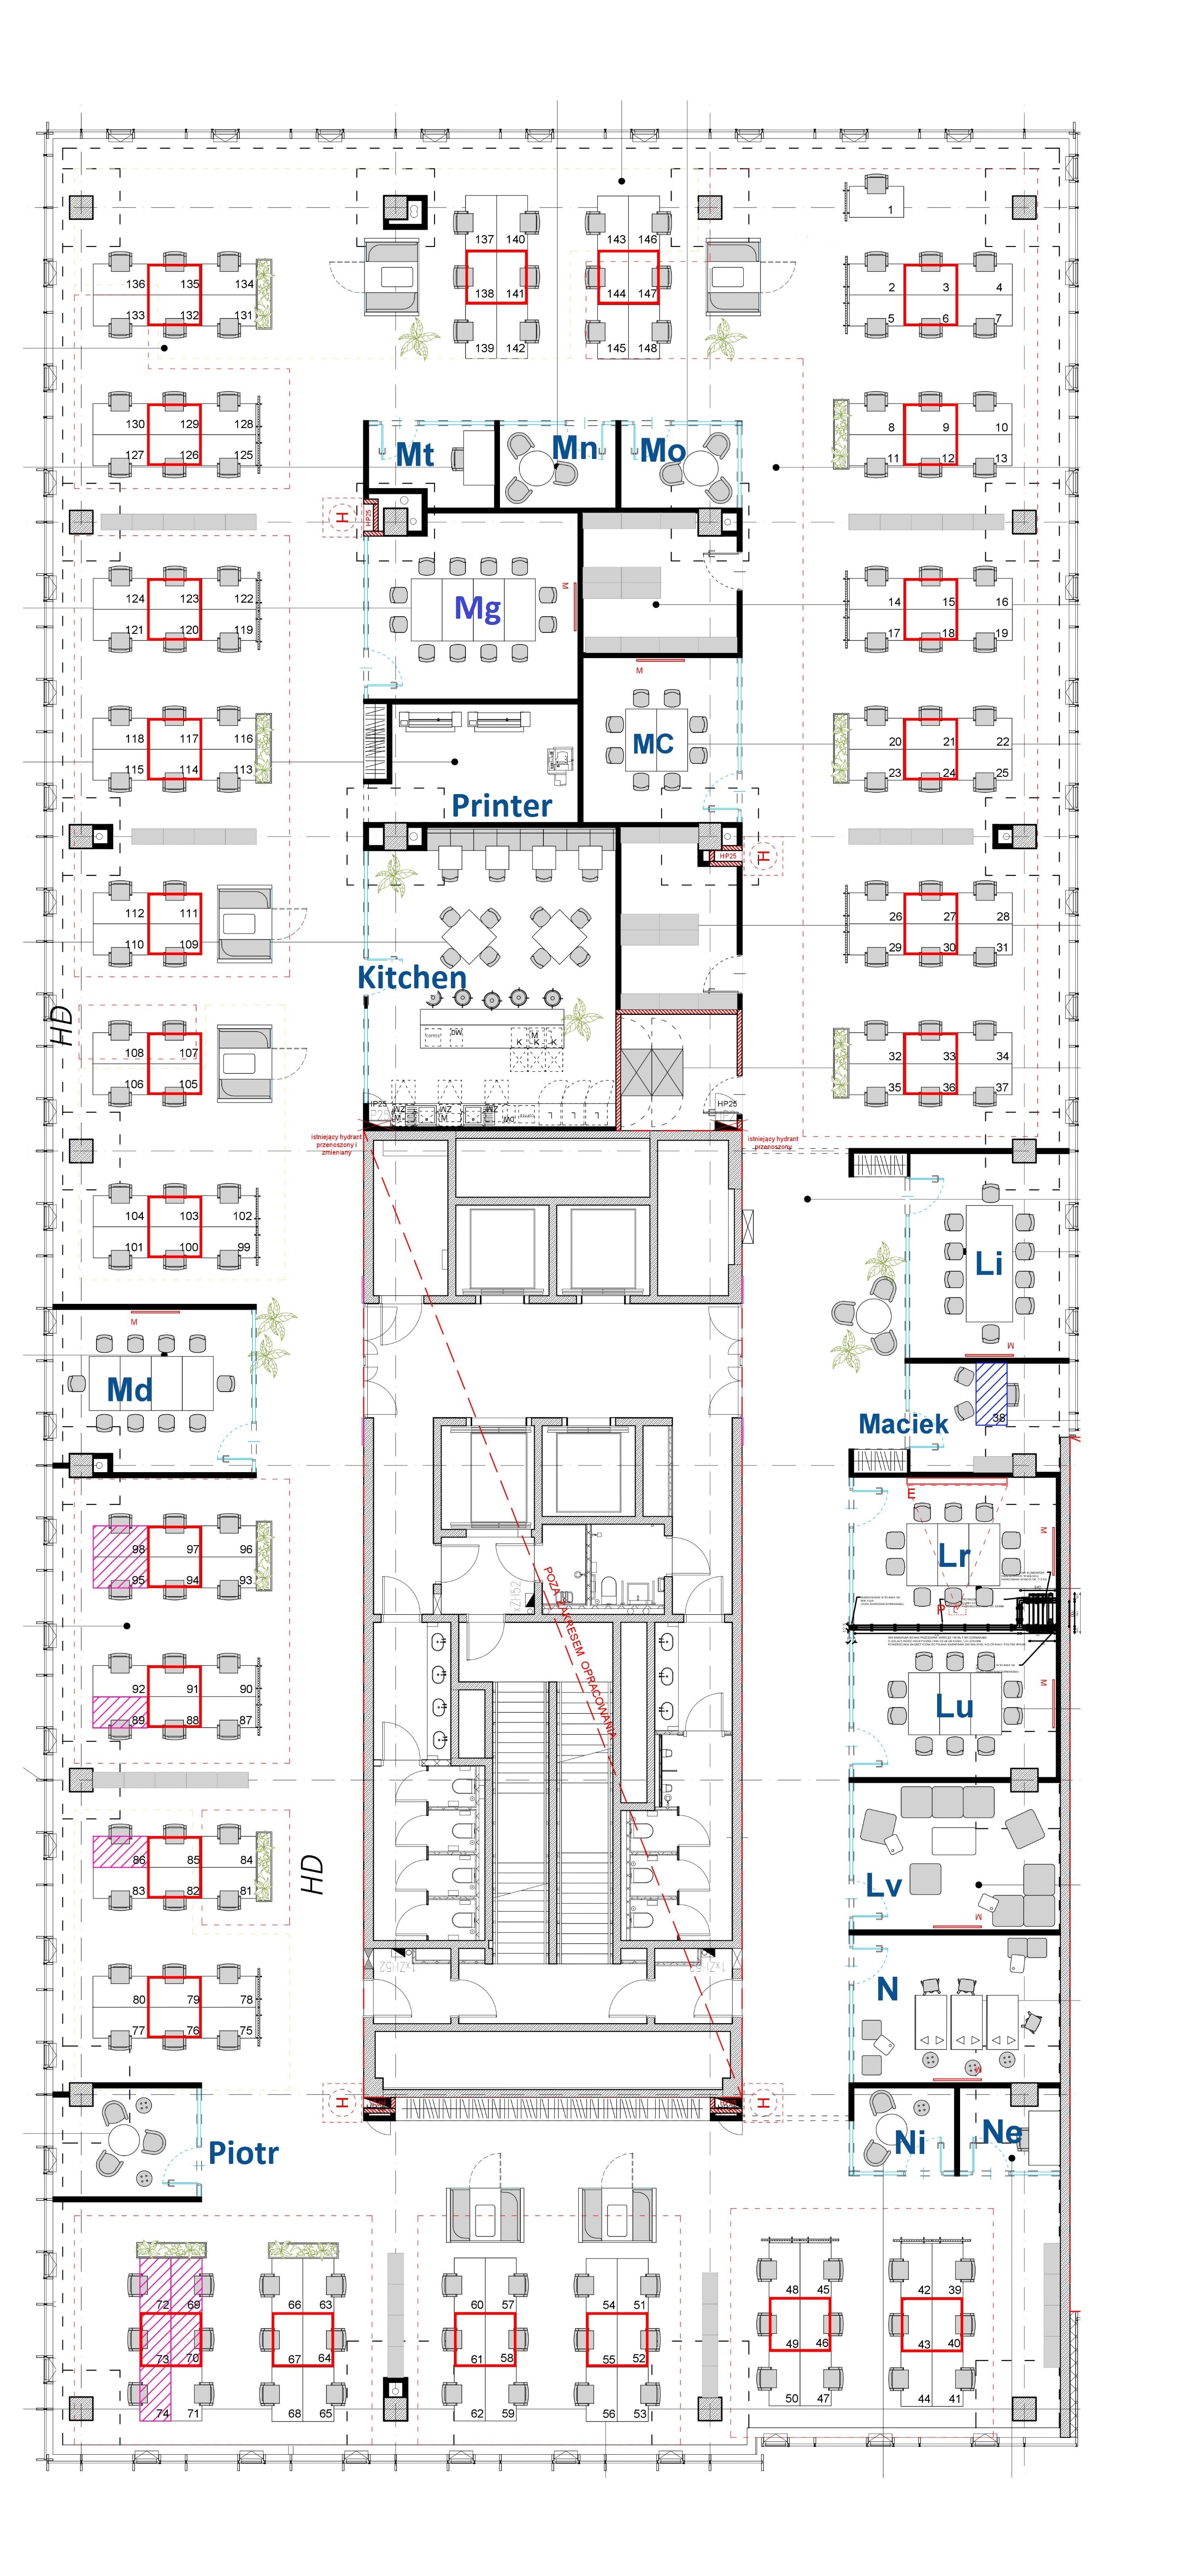 1
137 140 143 146
136 135 134
2 3 4
138 141 144 147
133 132 131
5 6 7
139 142 145 148
130 129 128
8 9 10
Mt Mn Mo
127 126 125
11 12 13
H
HP25
124 123 122
M
14 15 16
Mg
121 120 119
17 18 19
M
118 117 116
MC
20 21 22
115 114 113
23 24 25
Printer
HP25
H
112 111
26 27 28
110 109
29 30 31
Kitchen
HD
DW
M
K K K
108 107
32 33 34
106 105
35 36 37
HP25
HP25
WZ WZ WZ
M M
istniejący hydrant
przenoszony i
zmieniany
istniejący hydrant
przenoszony
104 103 102
101 100 99
Li
M
M
Md
38
Maciek
E
98 97 96
M
Lr
95 94 93
P
POZA ZAKRESEM OPRACOWANIA
92 91 90
M
Lu
89 88 87
86 85 84
HD
83 82 81
Lv
M
1xZH52
1xZH52
N
80 79 78
77 76 75
M
H
H
Piotr
Ni Ne
72 69
66 63
60 57
54 51
48 45
42 39
73 70
67 64
61 58
55 52
49 46
43 40
74 71
68 65
62 59
56 53
50 47
44 41